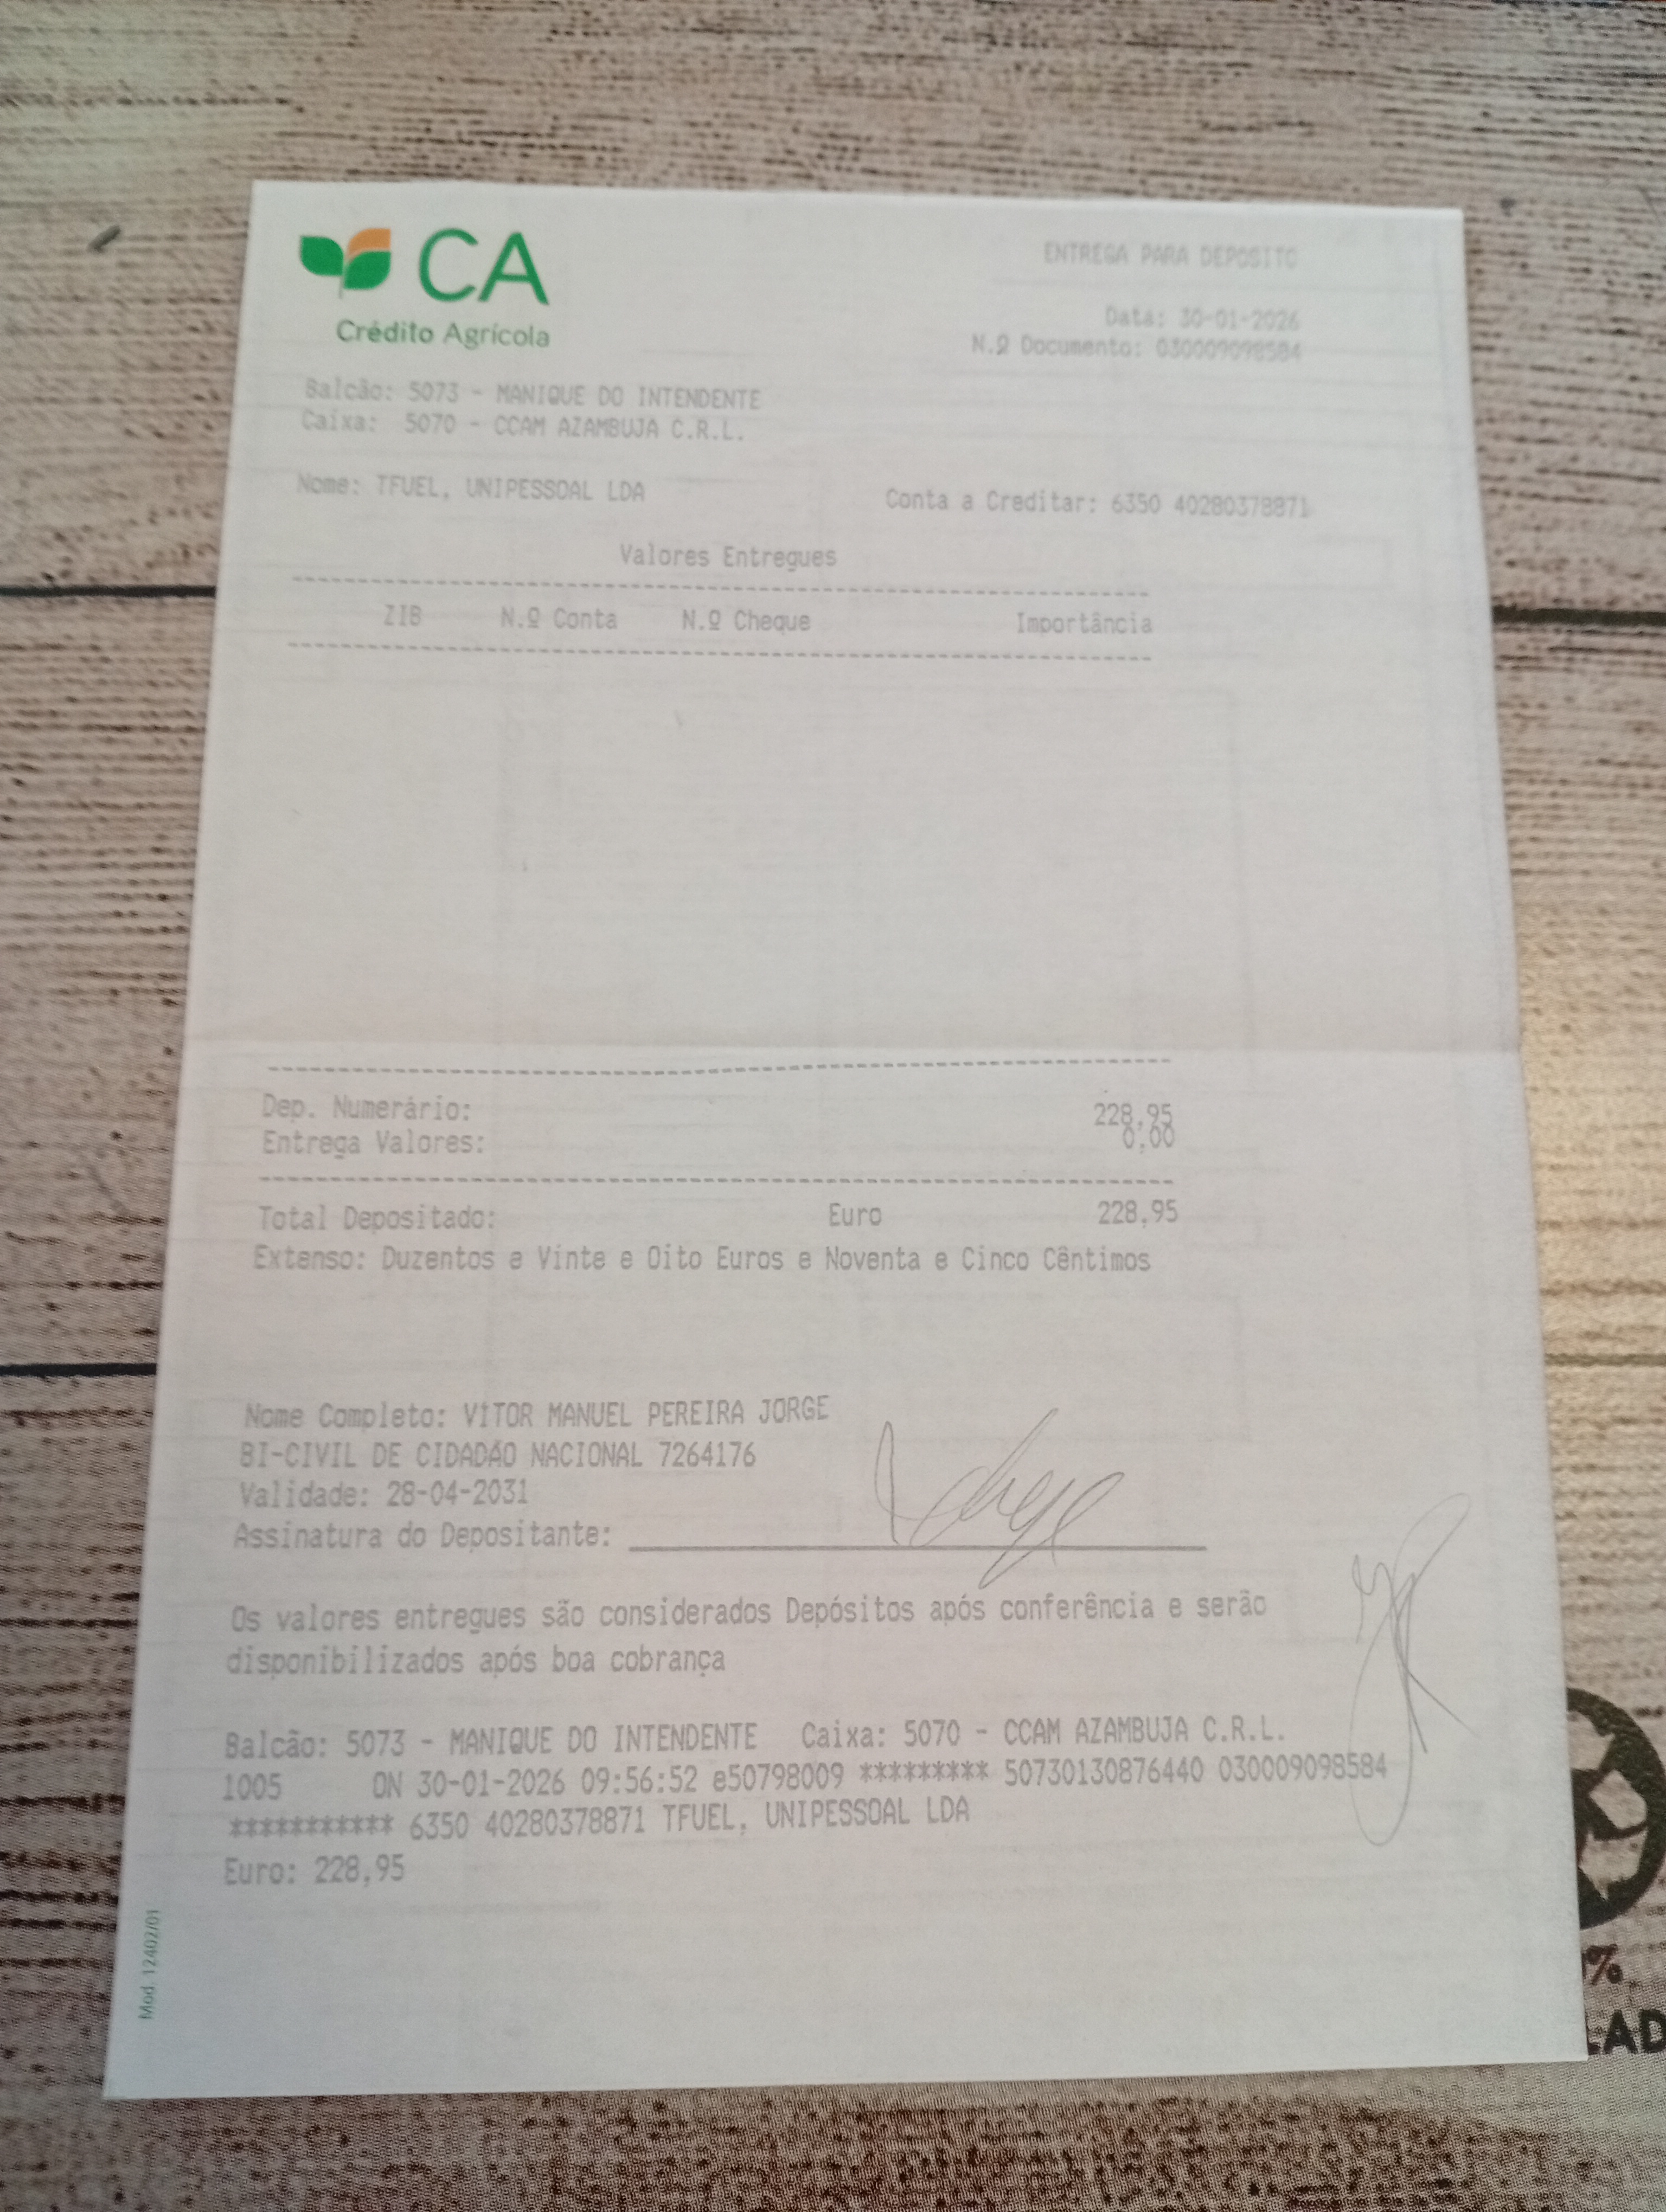 CA
Crédito Agrícola
ENTREGA PARA DEPOSITO
Data: 30-01-2026
N.º Documento: 030009098584
Balcão: 5073 - MANIQUE DO INTENDENTE
Caixa: 5070 - CCAM AZAMBUJA C.R.L.
Nome: TFUEL, UNIPESSOAL LDA
Conta a Creditar: 6350 40280378871
Valores Entregues
ZIB N.º Conta N.º Cheque Importância
Dep. Numerário: 228,95
Entrega Valores: 0,00
Total Depositado: Euro 228,95
Extenso: Duzentos e Vinte e Oito Euros e Noventa e Cinco Cêntimos
Nome Completo: VITOR MANUEL PEREIRA JORGE
BI-CIVIL DE CIDADÃO NACIONAL 7264176
Validade: 28-04-2031
Assinatura do Depositante:
Os valores entregues são considerados Depósitos após conferência e serão
disponibilizados após boa cobrança
Balcão: 5073 - MANIQUE DO INTENDENTE Caixa: 5070 - CCAM AZAMBUJA C.R.L.
1005 ON 30-01-2026 09:56:52 e50798009 ********* 50730130876440 030009098584
*********** 6350 40280378871 TFUEL, UNIPESSOAL LDA
Euro: 228,95
Mod. 12402/01
%
LAD